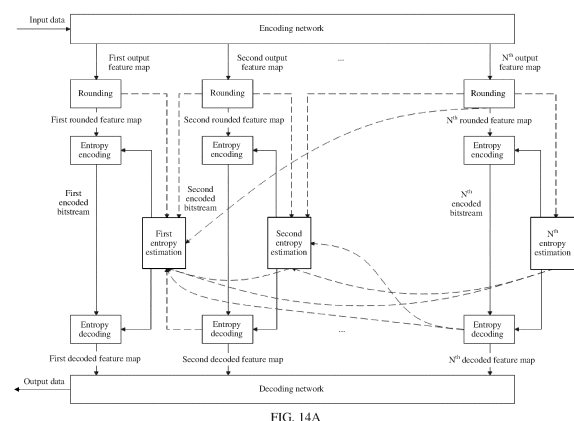 Input data
Encoding network
First output
feature map
Second output
feature map
...
Nth output
feature map
Rounding
Rounding
Rounding
First rounded feature map
Second rounded feature map
Nth rounded feature map
Entropy
encoding
Entropy
encoding
Entropy
encoding
First
encoded
bitstream
Second
encoded
bitstream
Nth
encoded
bitstream
First
entropy
estimation
Second
entropy
estimation
Nth
entropy
estimation
Entropy
decoding
Entropy
decoding
...
Entropy
decoding
First decoded feature map
Second decoded feature map
Nth decoded feature map
Output data
Decoding network
FIG. 14A